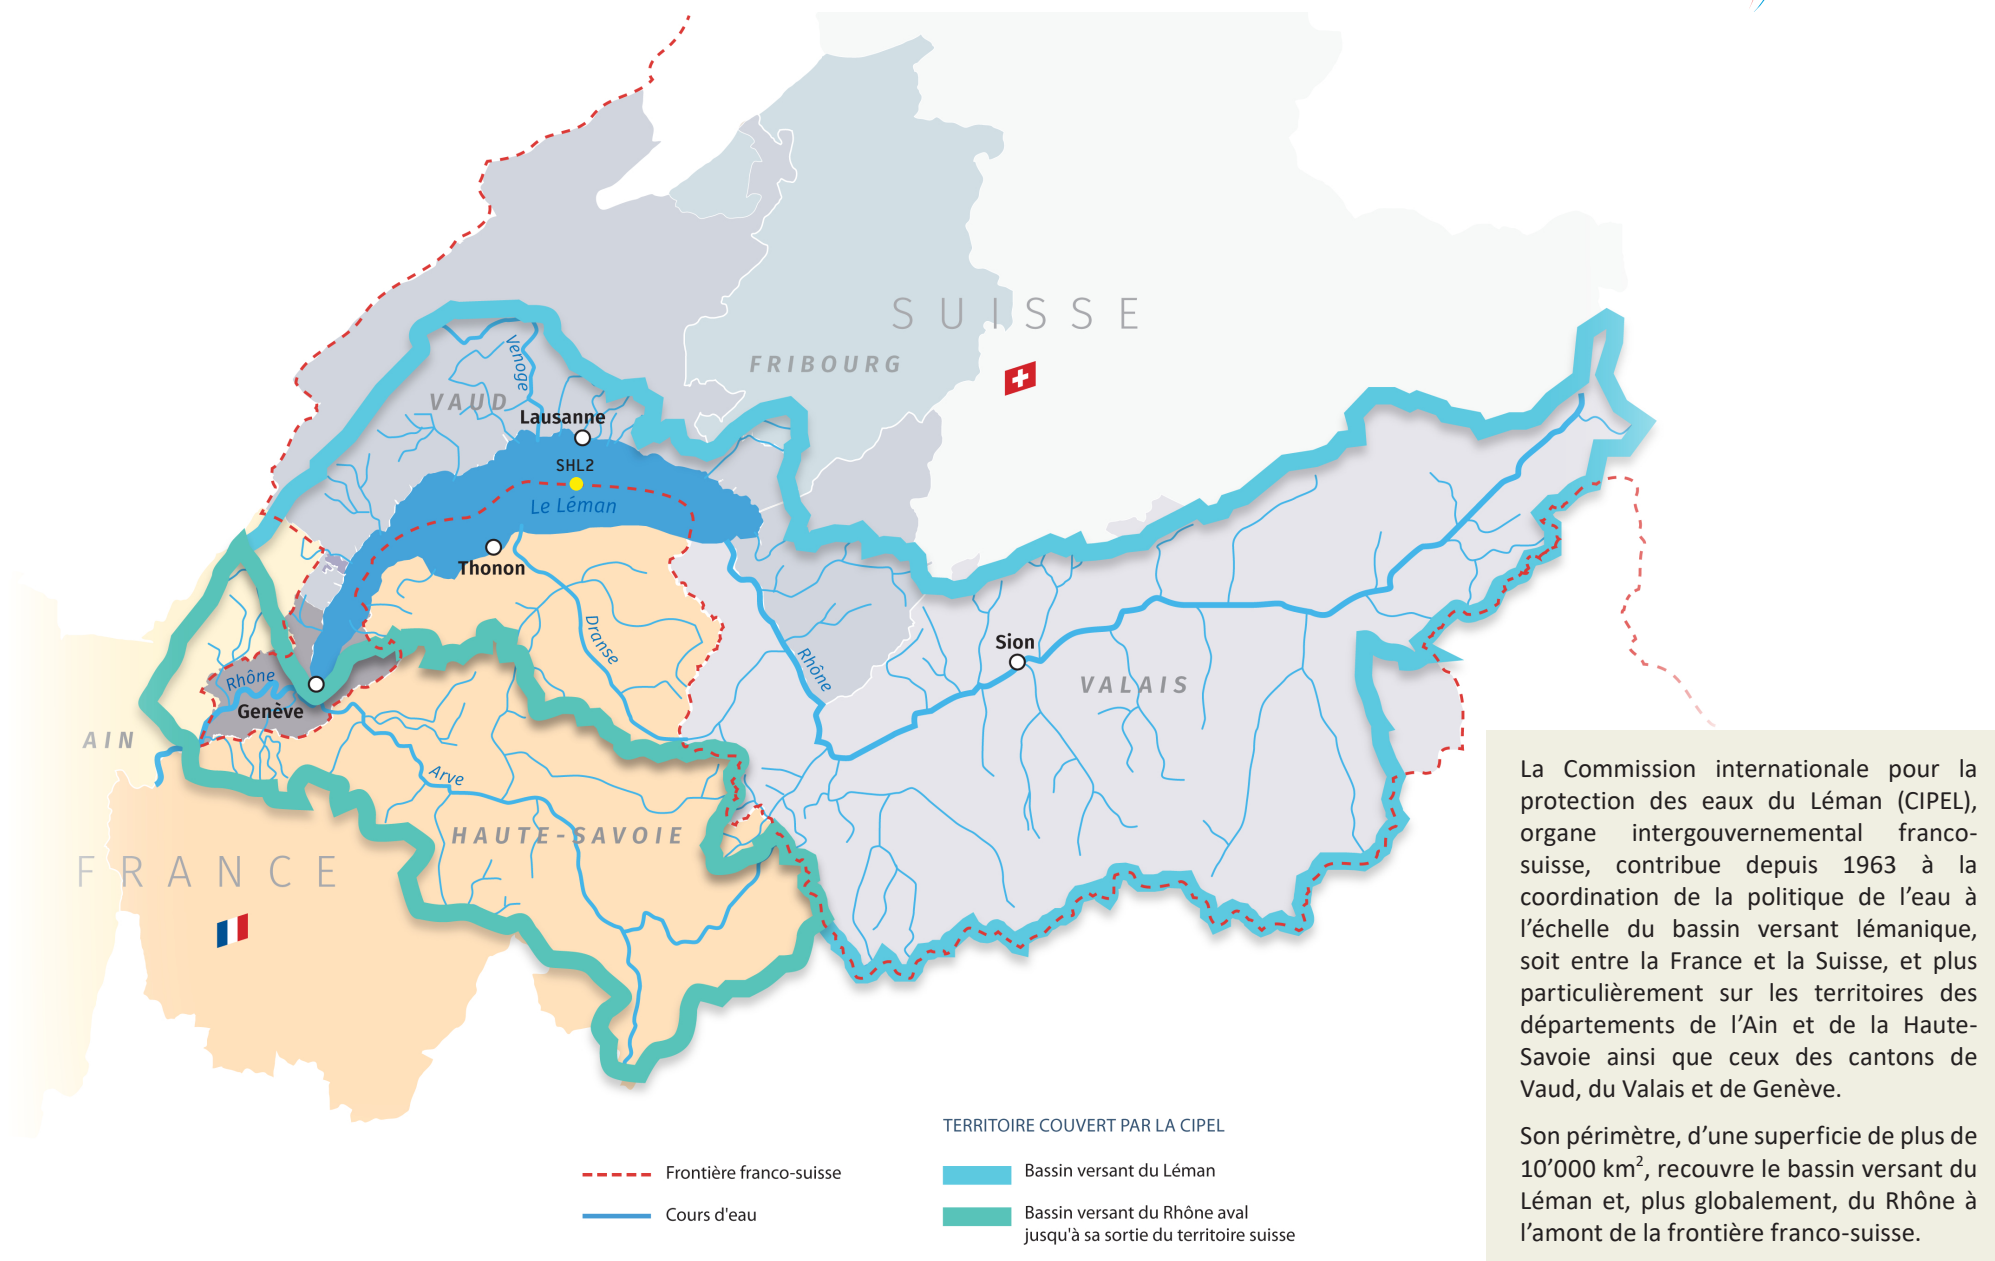 SUISSE
FRIBOURG
Venoge
VAUD
Lausanne
SHL2
Le Léman
Thonon
Dranse
Rhône
Sion
VALAIS
Rhône
Genève
AIN
Arve
HAUTE-SAVOIE
FRANCE
La Commission internationale pour la
protection des eaux du Léman (CIPEL),
organe intergouvernemental franco-
suisse, contribue depuis 1963 à la
coordination de la politique de l’eau à
l’échelle du bassin versant lémanique,
soit entre la France et la Suisse, et plus
particulièrement sur les territoires des
départements de l’Ain et de la Haute-
Savoie ainsi que ceux des cantons de
Vaud, du Valais et de Genève.
Son périmètre, d’une superficie de plus de
10’000 km², recouvre le bassin versant du
Léman et, plus globalement, du Rhône à
l’amont de la frontière franco-suisse.
TERRITOIRE COUVERT PAR LA CIPEL
Frontière franco-suisse
Bassin versant du Léman
Cours d'eau
Bassin versant du Rhône aval
jusqu'à sa sortie du territoire suisse